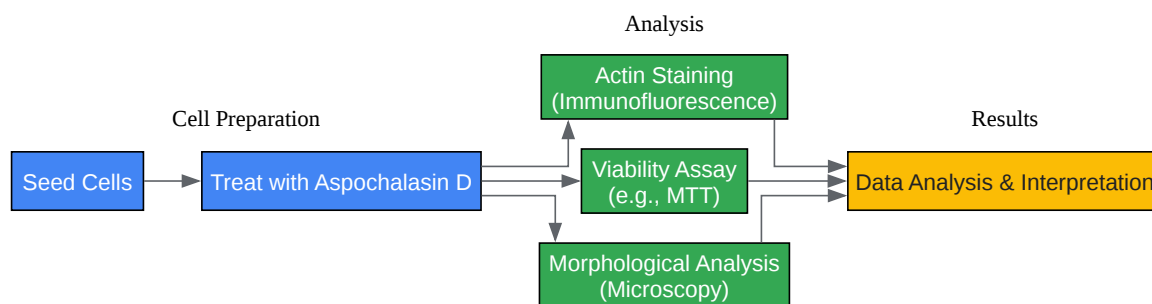 Analysis
Actin Staining
(Immunofluorescence)
Cell Preparation
Results
Seed Cells
Treat with Aspochalasin D
Viability Assay
(e.g., MTT)
Data Analysis & Interpretation
Morphological Analysis
(Microscopy)